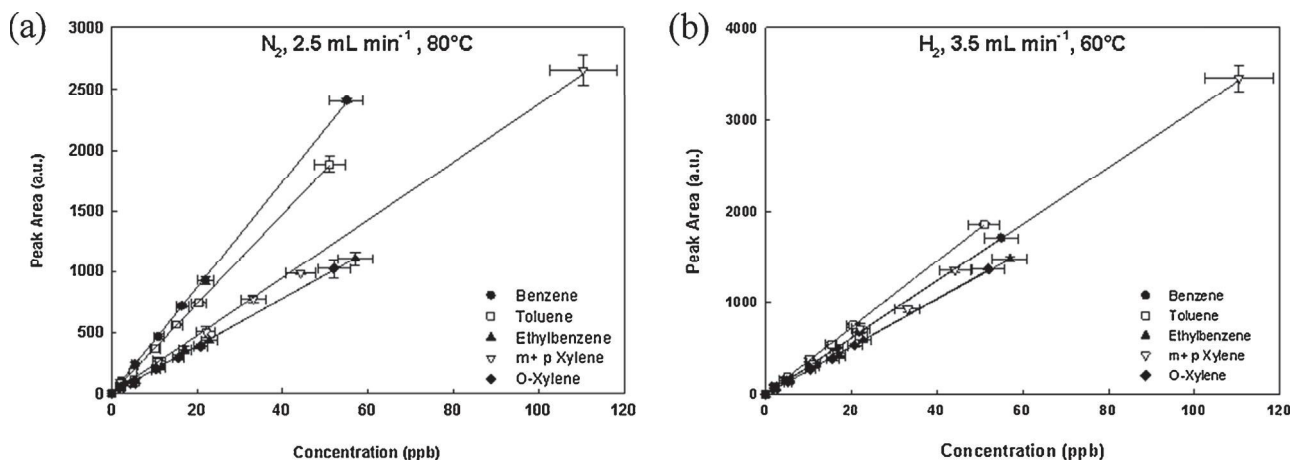 (a)
N₂, 2.5 mL min⁻¹, 80°C
3000
2500
2000
1500
1000
500
0
Peak Area (a.u.)
Benzene
Toluene
Ethylbenzene
m+ p Xylene
O-Xylene
0 20 40 60 80 100 120
Concentration (ppb)
(b)
H₂, 3.5 mL min⁻¹, 60°C
4000
3000
2000
1000
0
Peak Area (a.u.)
Benzene
Toluene
Ethylbenzene
m+ p Xylene
O-Xylene
0 20 40 60 80 100 120
Concentration (ppb)